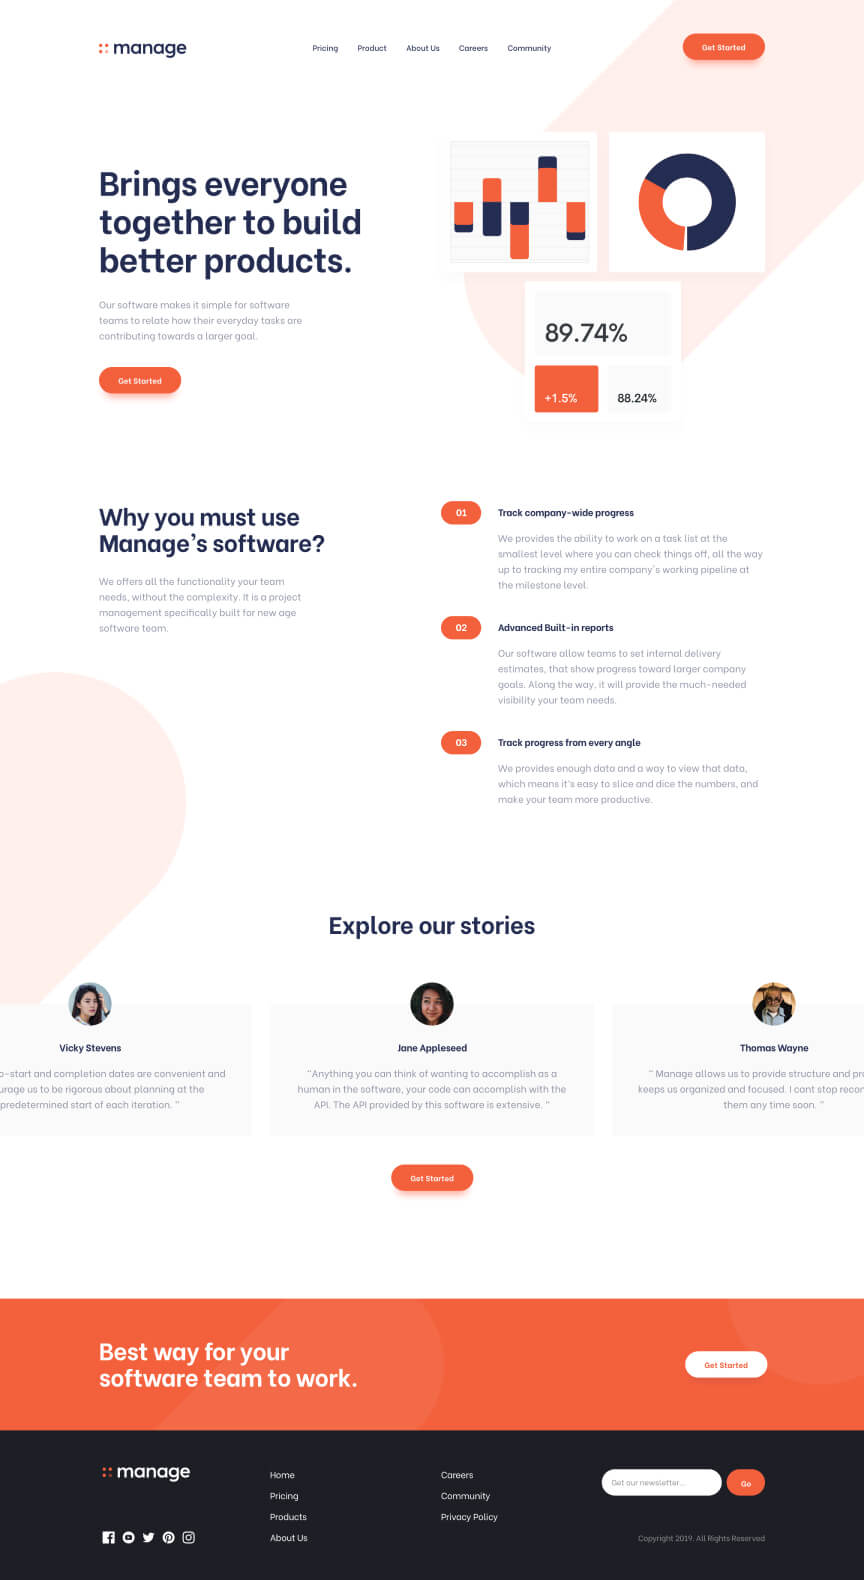 manage
Pricing
Product
About Us
Careers
Community
Get Started
Brings everyone
together to build
better products.
Our software makes it simple for software
teams to relate how their everyday tasks are
contributing towards a larger goal.
Get Started
89.74%
+1.5%
88.24%
Why you must use
Manage's software?
We offers all the functionality your team
needs, without the complexity. It is a project
management specifically built for new age
software team.
01
Track company-wide progress
We provides the ability to work on a task list at the
smallest level where you can check things off, all the way
up to tracking my entire company's working pipeline at
the milestone level.
02
Advanced Built-in reports
Our software allow teams to set internal delivery
estimates, that show progress toward larger company
goals. Along the way, it will provide the much-needed
visibility your team needs.
03
Track progress from every angle
We provides enough data and a way to view that data,
which means it's easy to slice and dice the numbers, and
make your team more productive.
Explore our stories
Vicky Stevens
-start and completion dates are convenient and
us to be rigorous about planning at the
predetermined start of each iteration. "
Jane Appleseed
"Anything you can think of wanting to accomplish as a
human in the software, your code can accomplish with the
API. The API provided by this software is extensive. "
Thomas Wayne
" Manage allows us to provide structure and
keeps us organized and focused. I cant stop
them any time soon. "
Get Started
Best way for your
software team to work.
Get Started
manage
Home
Pricing
Products
About Us
Careers
Community
Privacy Policy
Get our newsletter...
Go
Copyright 2019. All Rights Reserved